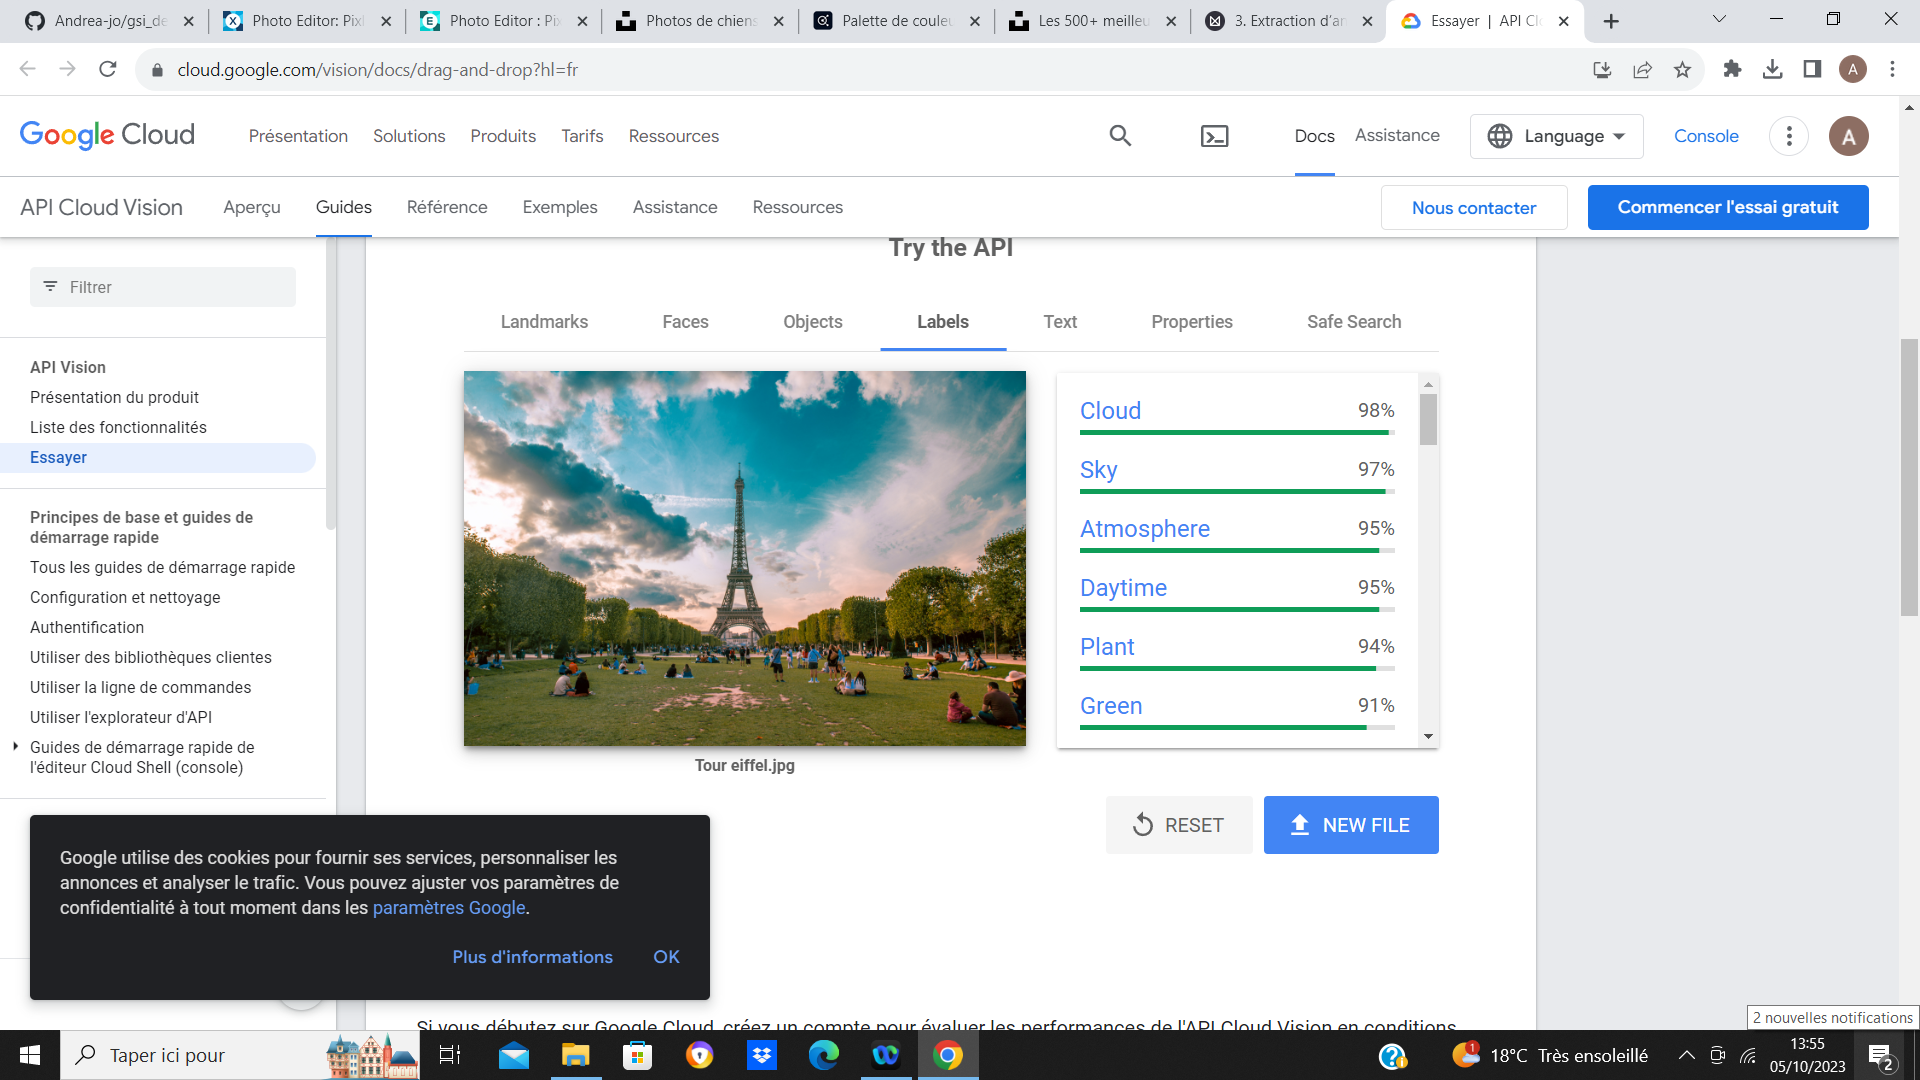 Andrea-jo/gsi_de
Photo Editor: Pixl
Photo Editor : Pix
Photos de chiens
Palette de couleu
Les 500+ meilleu
3. Extraction d'an
Essayer | API Cl
cloud.google.com/vision/docs/drag-and-drop?hl=fr
A
Google Cloud
Présentation
Solutions
Produits
Tarifs
Ressources
Docs
Assistance
Language
Console
A
API Cloud Vision
Aperçu
Guides
Référence
Exemples
Assistance
Ressources
Nous contacter
Commencer l'essai gratuit
Filtrer
API Vision
Présentation du produit
Liste des fonctionnalités
Essayer
Principes de base et guides de
démarrage rapide
Tous les guides de démarrage rapide
Configuration et nettoyage
Authentification
Utiliser des bibliothèques clientes
Utiliser la ligne de commandes
Utiliser l'explorateur d'API
Guides de démarrage rapide de
l'éditeur Cloud Shell (console)
Try the API
Landmarks
Faces
Objects
Labels
Text
Properties
Safe Search
Cloud 98%
Sky 97%
Atmosphere 95%
Daytime 95%
Plant 94%
Green 91%
Tour eiffel.jpg
RESET
NEW FILE
Google utilise des cookies pour fournir ses services, personnaliser les
annonces et analyser le trafic. Vous pouvez ajuster vos paramètres de
confidentialité à tout moment dans les paramètres Google.
Plus d'informations
OK
Si vous débutez sur Google Cloud, créez un compte pour évaluer les performances de l'API Cloud Vision en conditions
2 nouvelles notifications
Taper ici pour
1
18°C Très ensoleillé
13:55
05/10/2023
2